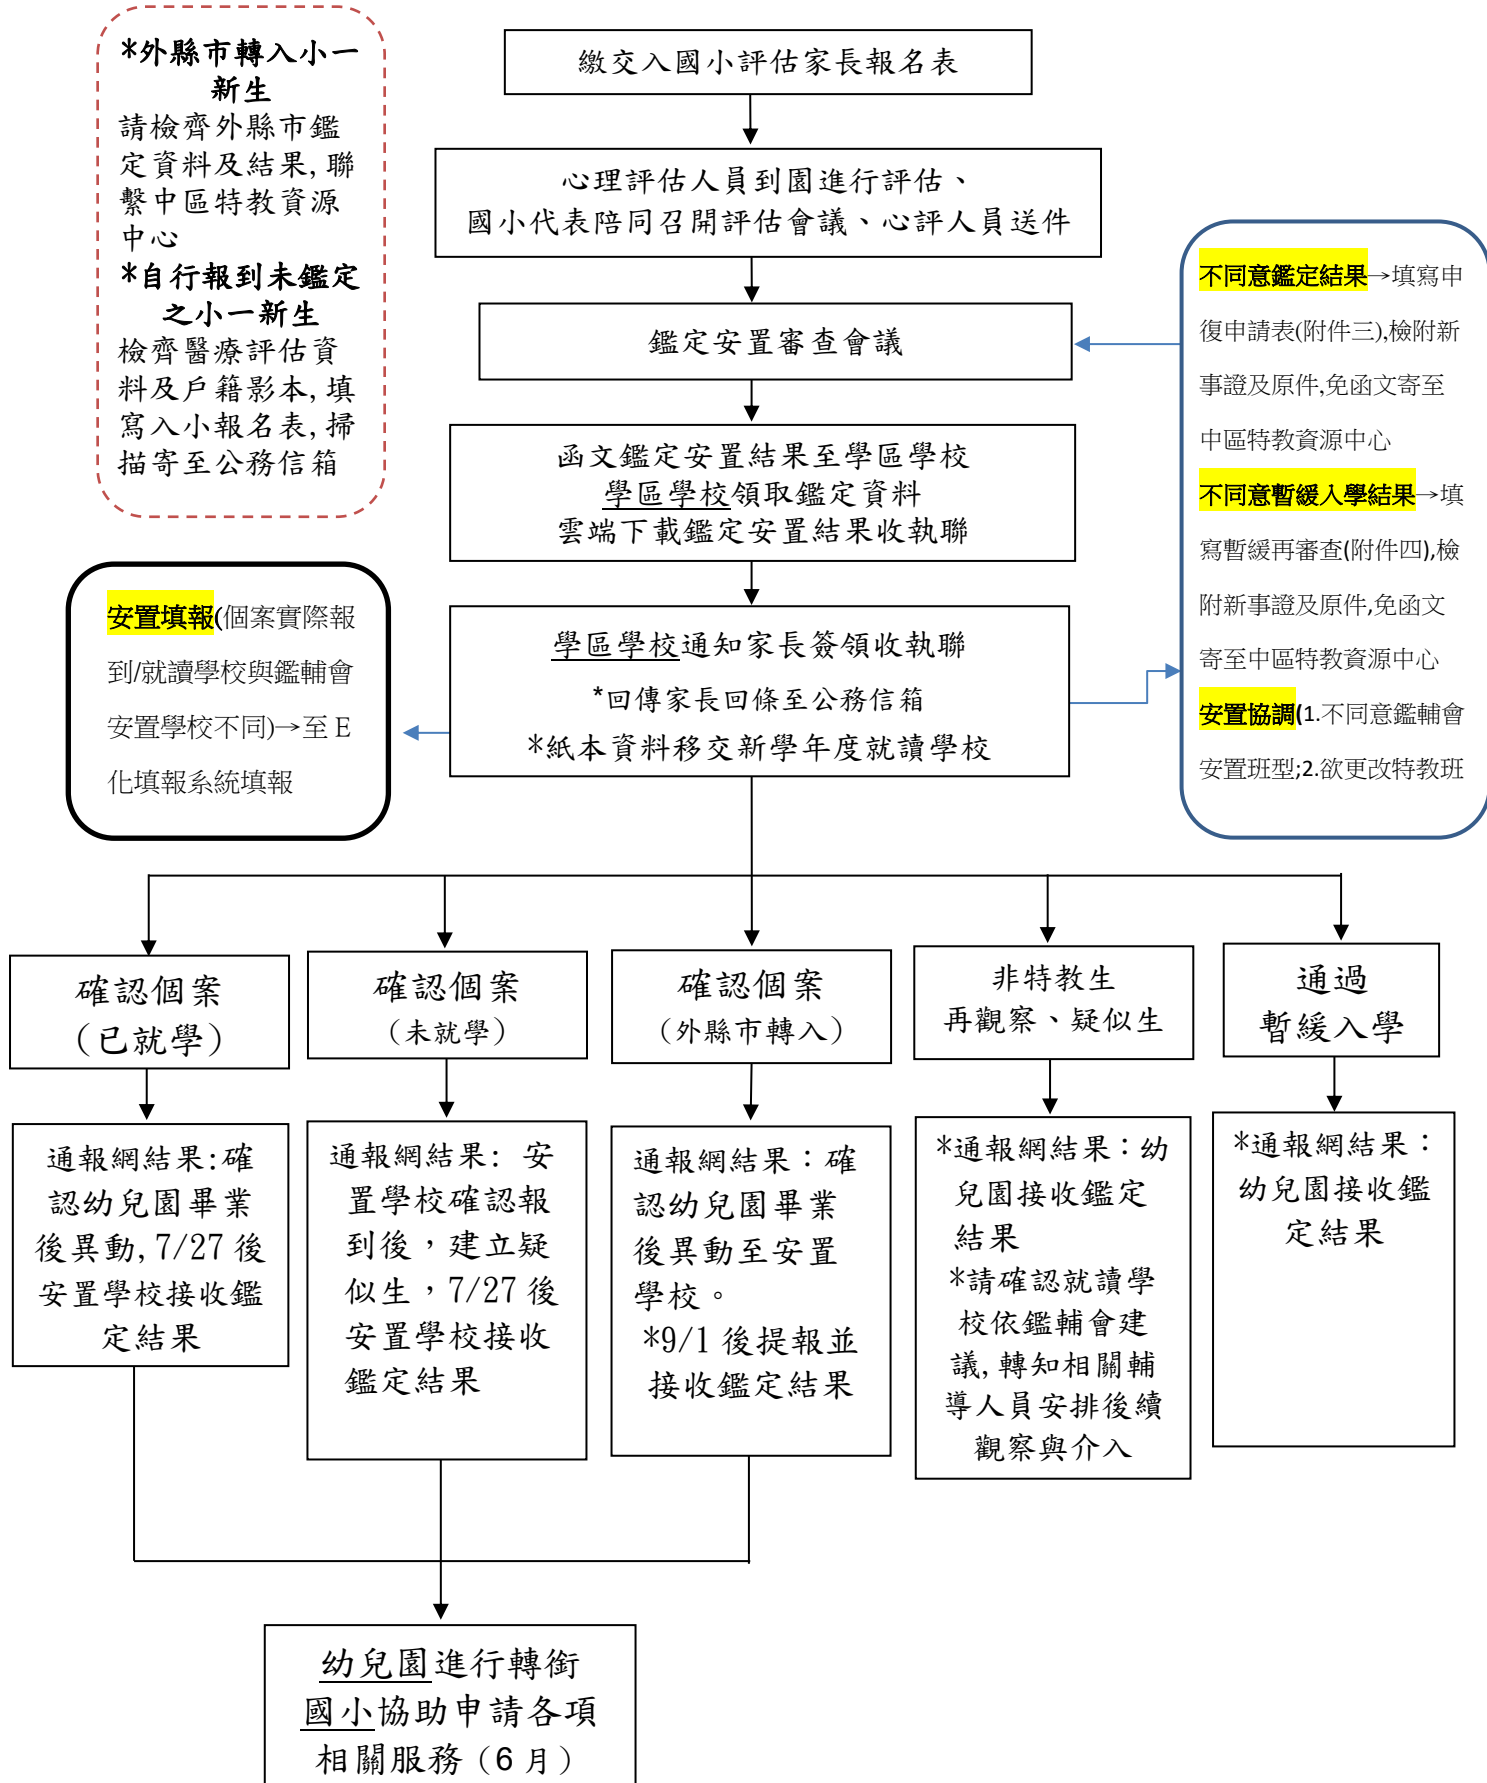 *外縣市轉入小一
新生
請檢齊外縣市鑑
定資料及結果,聯
繫中區特教資源
中心
*自行報到未鑑定
之小一新生
檢齊醫療評估資
料及戶籍影本,填
寫入小報名表,掃
描寄至公務信箱
繳交入國小評估家長報名表
心理評估人員到園進行評估、
國小代表陪同召開評估會議、心評人員送件
鑑定安置審查會議
函文鑑定安置結果至學區學校
學區學校領取鑑定資料
雲端下載鑑定安置結果收執聯
學區學校通知家長簽領收執聯
*回傳家長回條至公務信箱
*紙本資料移交新學年度就讀學校
不同意鑑定結果→填寫申
復申請表(附件三),檢附新
事證及原件,免函文寄至
中區特教資源中心
不同意暫緩入學結果→填
寫暫緩再審查(附件四),檢
附新事證及原件,免函文
寄至中區特教資源中心
安置協調(1.不同意鑑輔會
安置班型;2.欲更改特教班
安置填報(個案實際報
到/就讀學校與鑑輔會
安置學校不同)→至 E
化填報系統填報
確認個案
(已就學)
確認個案
(未就學)
確認個案
(外縣市轉入)
非特教生
再觀察、疑似生
通過
暫緩入學
通報網結果:確
認幼兒園畢業
後異動,7/27 後
安置學校接收鑑
定結果
通報網結果: 安
置學校確認報
到後，建立疑
似生，7/27 後
安置學校接收
鑑定結果
通報網結果：確
認幼兒園畢業
後異動至安置
學校。
*9/1 後提報並
接收鑑定結果
*通報網結果：幼
兒園接收鑑定
結果
*請確認就讀學
校依鑑輔會建
議,轉知相關輔
導人員安排後續
觀察與介入
*通報網結果：
幼兒園接收鑑
定結果
幼兒園進行轉銜
國小協助申請各項
相關服務（6 月）